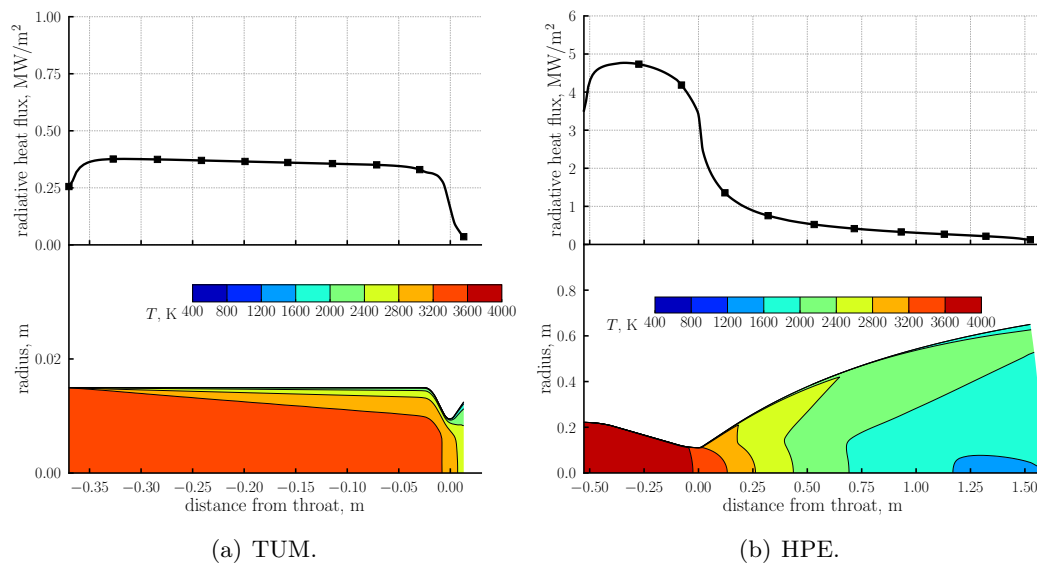 radiative heat flux, MW/m²
1.00
0.75
0.50
0.25
0.00
T, K
400 800 1200 1600 2000 2400 2800 3200 3600 4000
radius, m
0.02
0.00
−0.35 −0.30 −0.25 −0.20 −0.15 −0.10 −0.05 0.00
distance from throat, m
(a) TUM.
radiative heat flux, MW/m²
6
5
4
3
2
1
0
0.8
T, K
400 800 1200 1600 2000 2400 2800 3200 3600 4000
radius, m
0.6
0.4
0.2
0.0
−0.50 −0.25 0.00 0.25 0.50 0.75 1.00 1.25 1.50
distance from throat, m
(b) HPE.